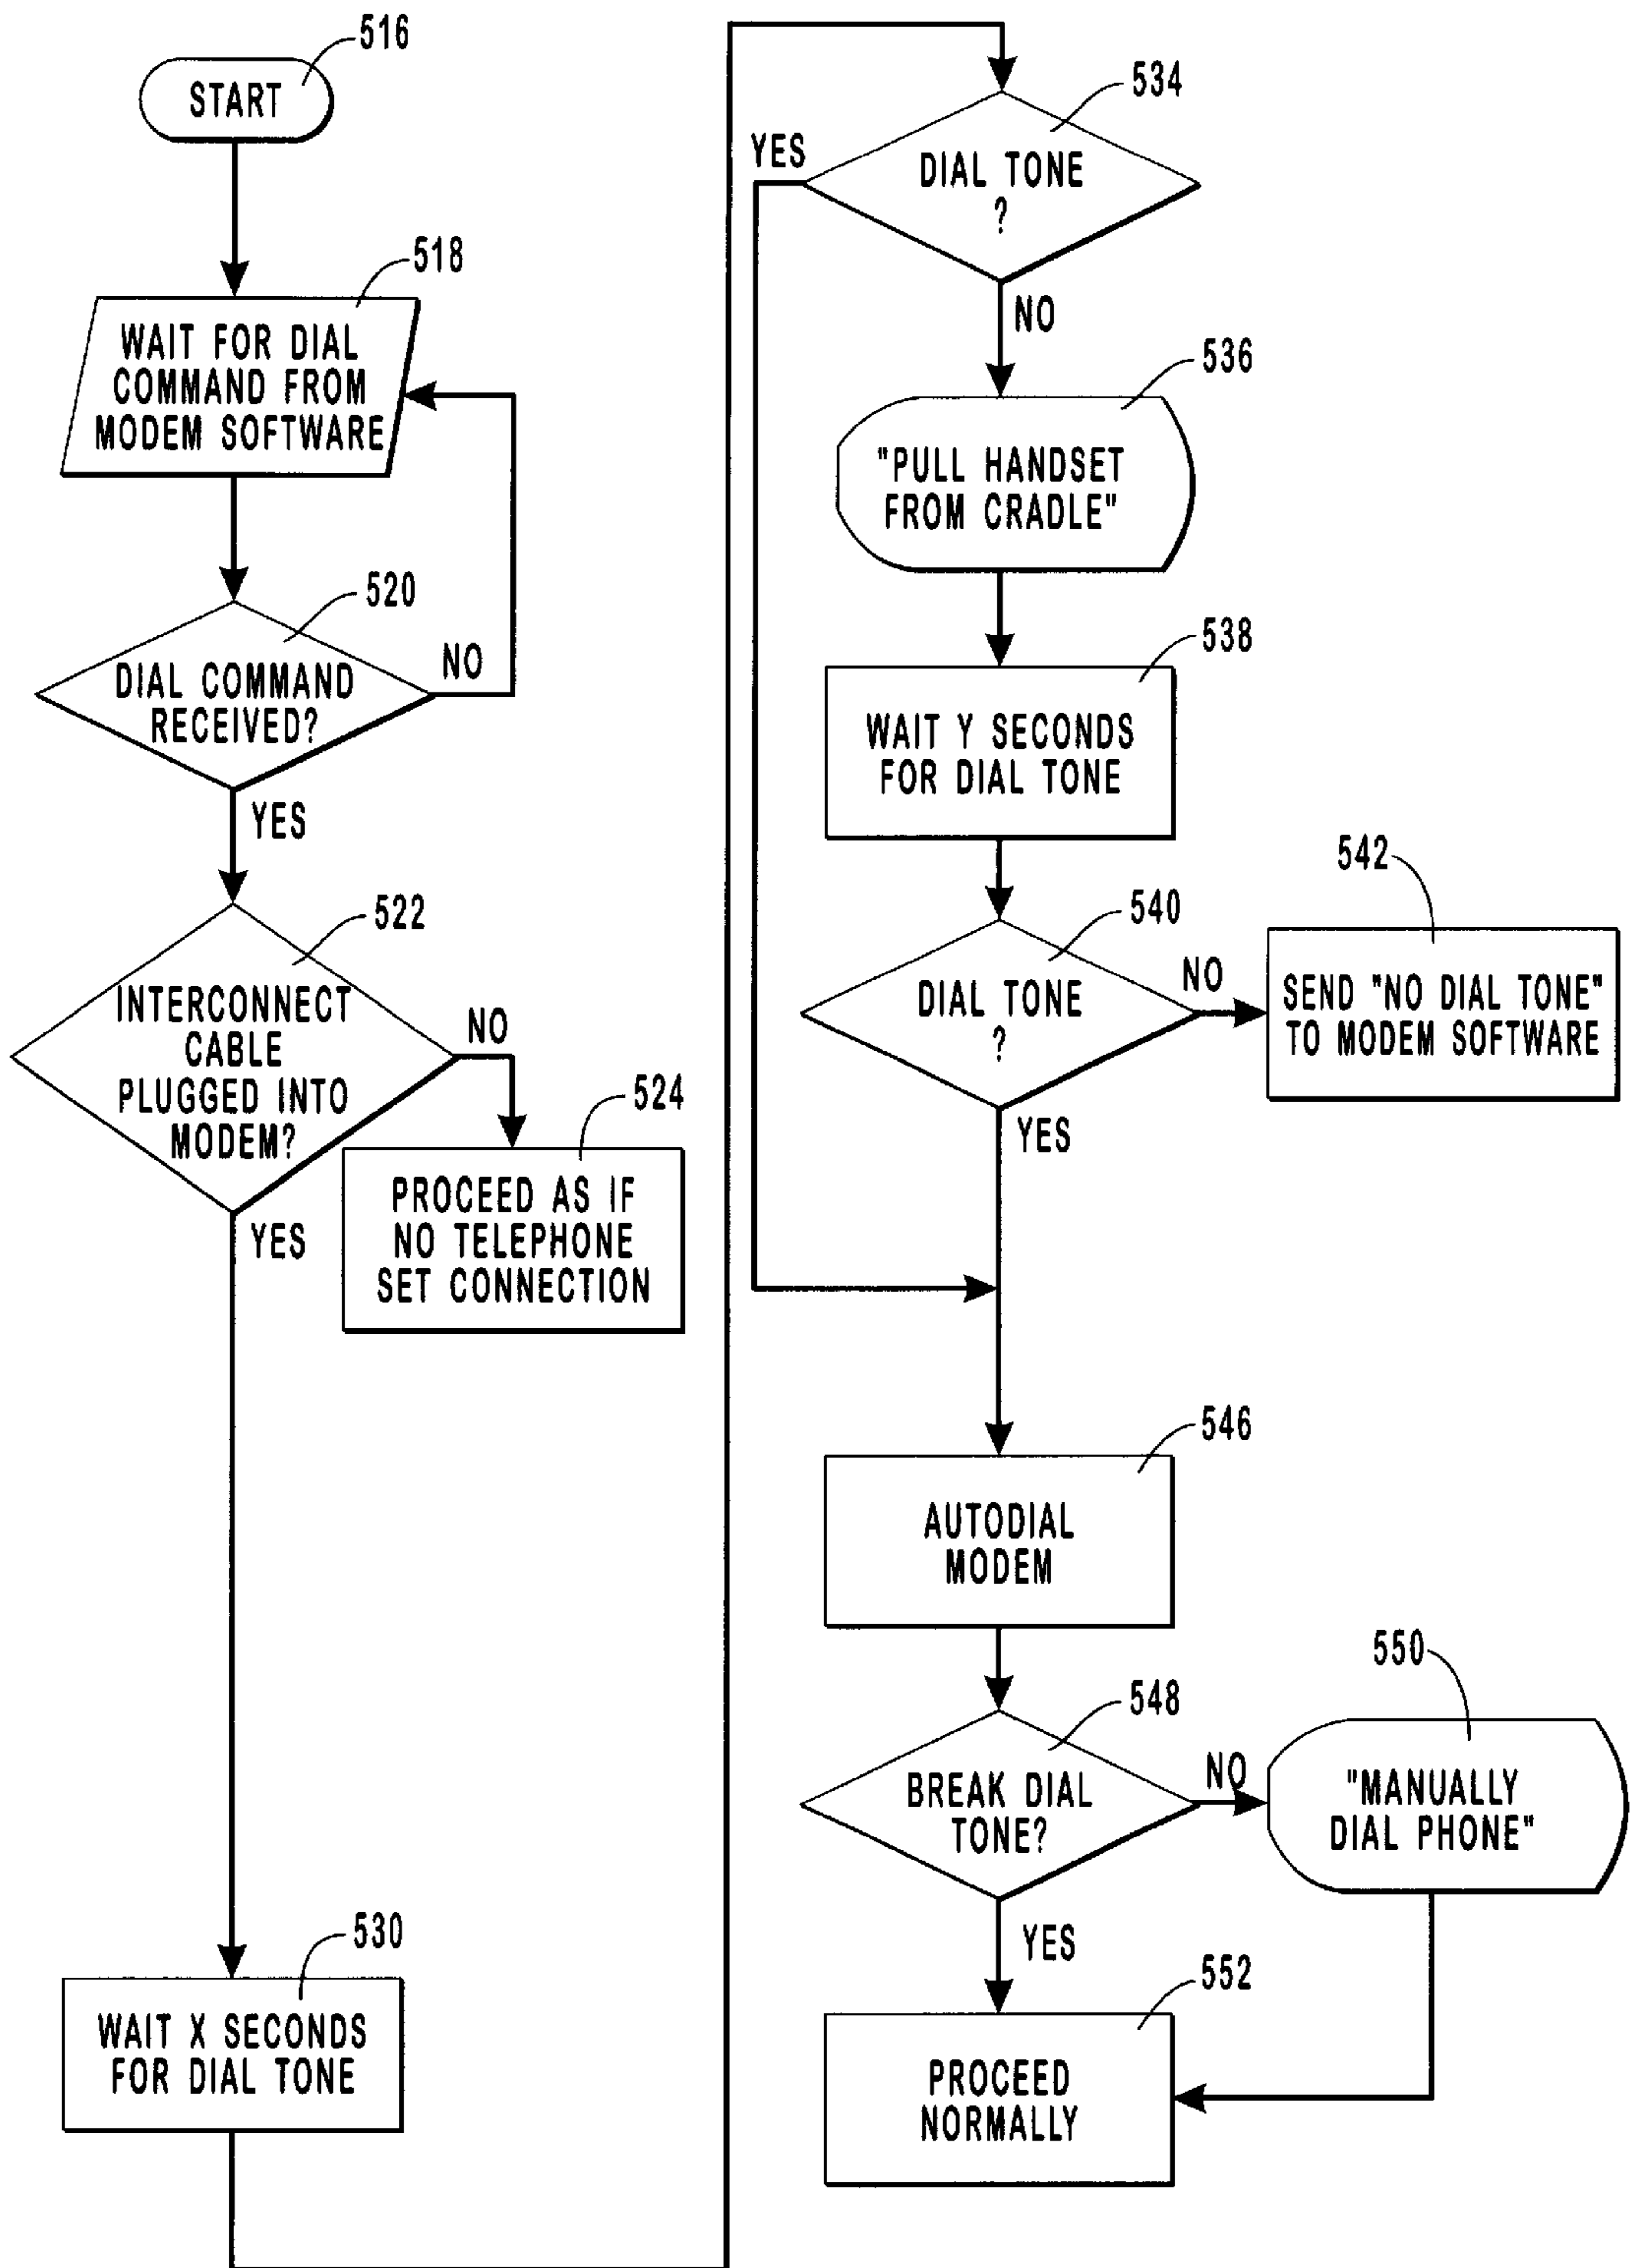 516
START
518
WAIT FOR DIAL
COMMAND FROM
MODEM SOFTWARE
520
DIAL COMMAND
RECEIVED?
NO
YES
522
INTERCONNECT
CABLE
PLUGGED INTO
MODEM?
NO
YES
524
PROCEED AS IF
NO TELEPHONE
SET CONNECTION
530
WAIT X SECONDS
FOR DIAL TONE
534
YES
DIAL TONE
?
NO
536
"PULL HANDSET
FROM CRADLE"
538
WAIT Y SECONDS
FOR DIAL TONE
540
DIAL TONE
?
NO
YES
542
SEND "NO DIAL TONE"
TO MODEM SOFTWARE
546
AUTODIAL
MODEM
548
BREAK DIAL
TONE?
NO
YES
550
"MANUALLY
DIAL PHONE"
552
PROCEED
NORMALLY